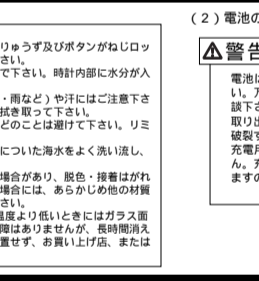 りゅうず及びボタンがねじロッ
さい。
で下さい。時計内部に水分が入
・雨など）や汗にはご注意下さ
拭き取って下さい。
どのことは避けて下さい。リミ
についた海水をよく洗い流し、
場合があり、脱色・接着はがれ
場合には、あらかじめ他の材質
さい。
温度より低いときにはガラス面
障はありませんが、長時間消え
置せず、お買い上げ店、または
（２）電池の
警告
電池は
い。万
談下さ
取り出
破裂す
充電用
ん。充
ますの